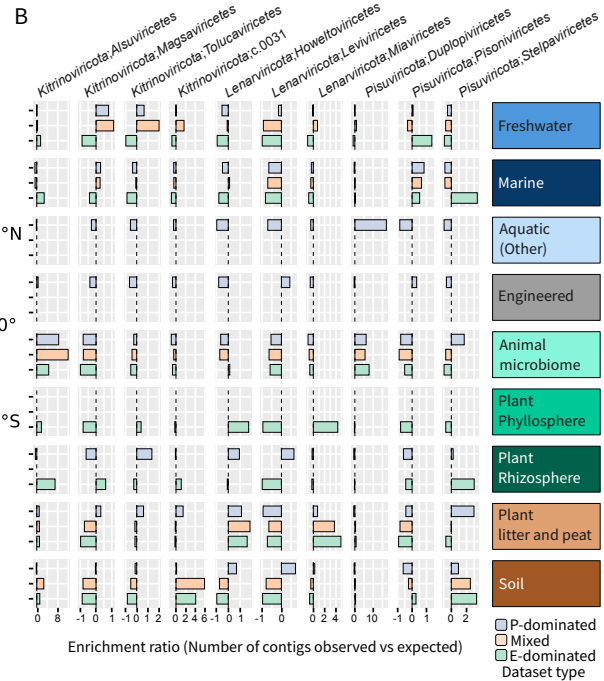 B
Kitrinoviricota;Alsuviricetes
Kitrinoviricota;Magsaviricetes
Kitrinoviricota;Tolucaviricetes
Kitrinoviricota;c.0031
Lenarviricota;Howeltoviricetes
Lenarviricota;Leviviricetes
Lenarviricota;Miaviricetes
Pisuviricota;Duplopiviricetes
Pisuviricota;Pisoniviricetes
Pisuviricota;Stelpaviricetes
Freshwater
Marine
°N
Aquatic
(Other)
Engineered
0°
Animal
microbiome
°S
Plant
Phyllosphere
Plant
Rhizosphere
Plant
litter and peat
Soil
0 8 -1 0 1 -1 0 1 2 0 2 4 6 -1 0 1 -1 0 0 2 4 0 10 -1 0 1 0 2
Enrichment ratio (Number of contigs observed vs expected)
P-dominated
Mixed
E-dominated
Dataset type